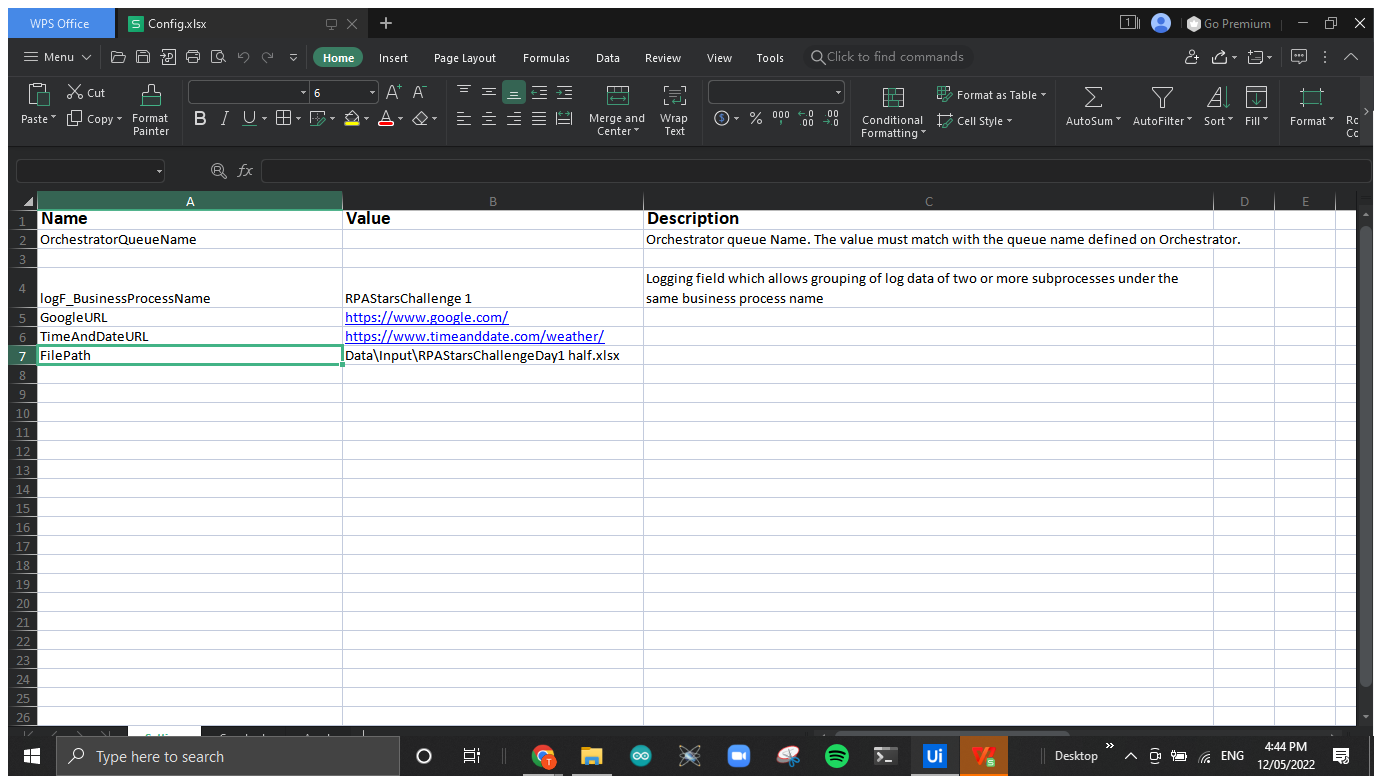 WPS Office
Config.xlsx
Go Premium
Menu
Home
Insert
Page Layout
Formulas
Data
Review
View
Tools
Click to find commands
Paste
Cut
Copy
Format Painter
6
B I U
Merge and Center
Wrap Text
Conditional Formatting
Format as Table
Cell Style
AutoSum
AutoFilter
Sort
Fill
Format
fx
A B C D E
1 Name Value Description
2 OrchestratorQueueName Orchestrator queue Name. The value must match with the queue name defined on Orchestrator.
3
Logging field which allows grouping of log data of two or more subprocesses under the
4 logF_BusinessProcessName RPAStarsChallenge 1 same business process name
5 GoogleURL https://www.google.com/
6 TimeAndDateURL https://www.timeanddate.com/weather/
7 FilePath Data\Input\RPAStarsChallengeDay1 half.xlsx
8
9
10
11
12
13
14
15
16
17
18
19
20
21
22
23
24
25
26
Type here to search
Ui
Desktop
ENG
4:44 PM
12/05/2022